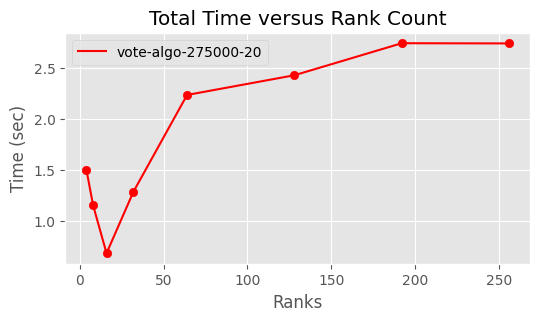 Total Time versus Rank Count
vote-algo-275000-20
Time (sec)
2.5
2.0
1.5
1.0
0 50 100 150 200 250
Ranks